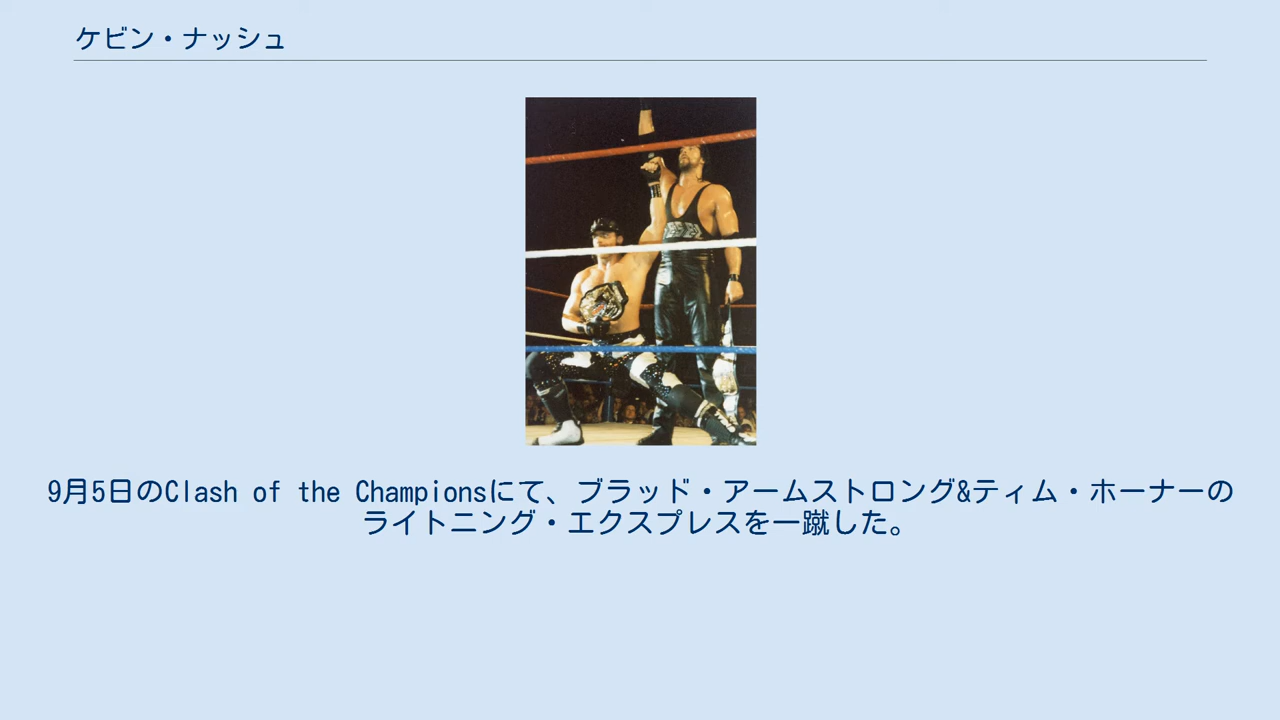 ケビン・ナッシュ
9月5日のClash of the Championsにて、ブラッド・アームストロング&ティム・ホーナーの
ライトニング・エクスプレスを一蹴した。